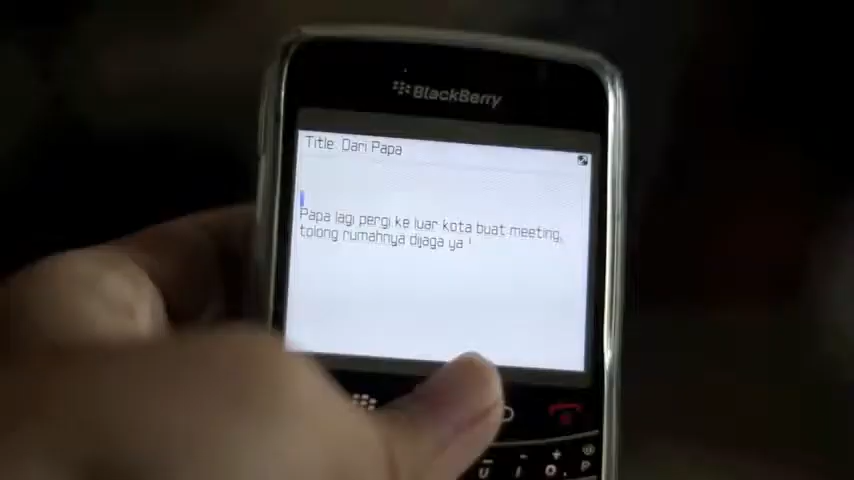 BlackBerry
Title: Dari Papa
Papa lagi pergi ke luar kota buat meeting,
tolong rumahnya dijaga ya !